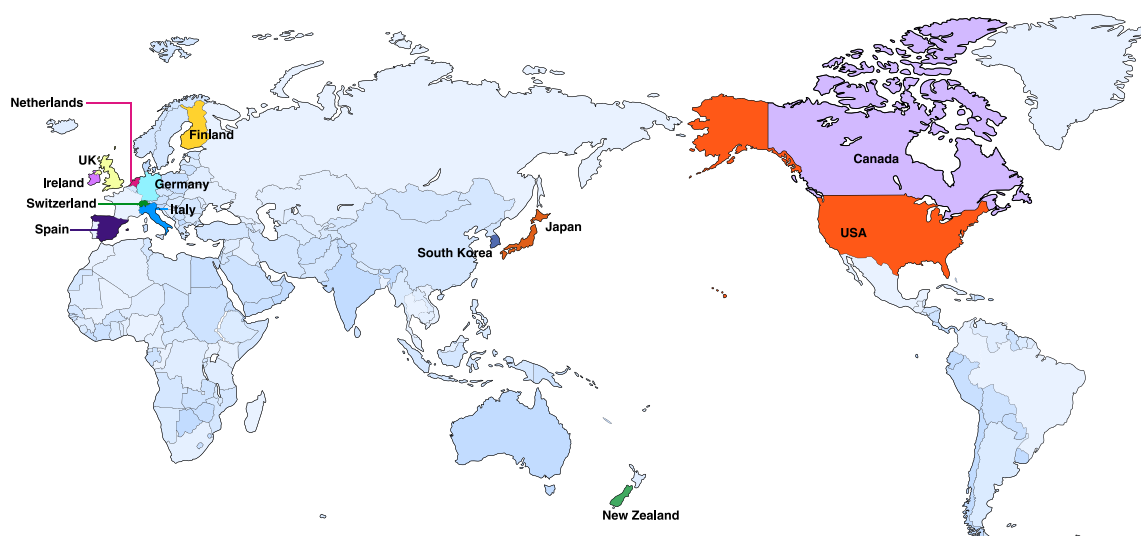 Netherlands
Finland
UK
Ireland
Germany
Switzerland
Italy
Spain
South Korea
Japan
Canada
USA
New Zealand